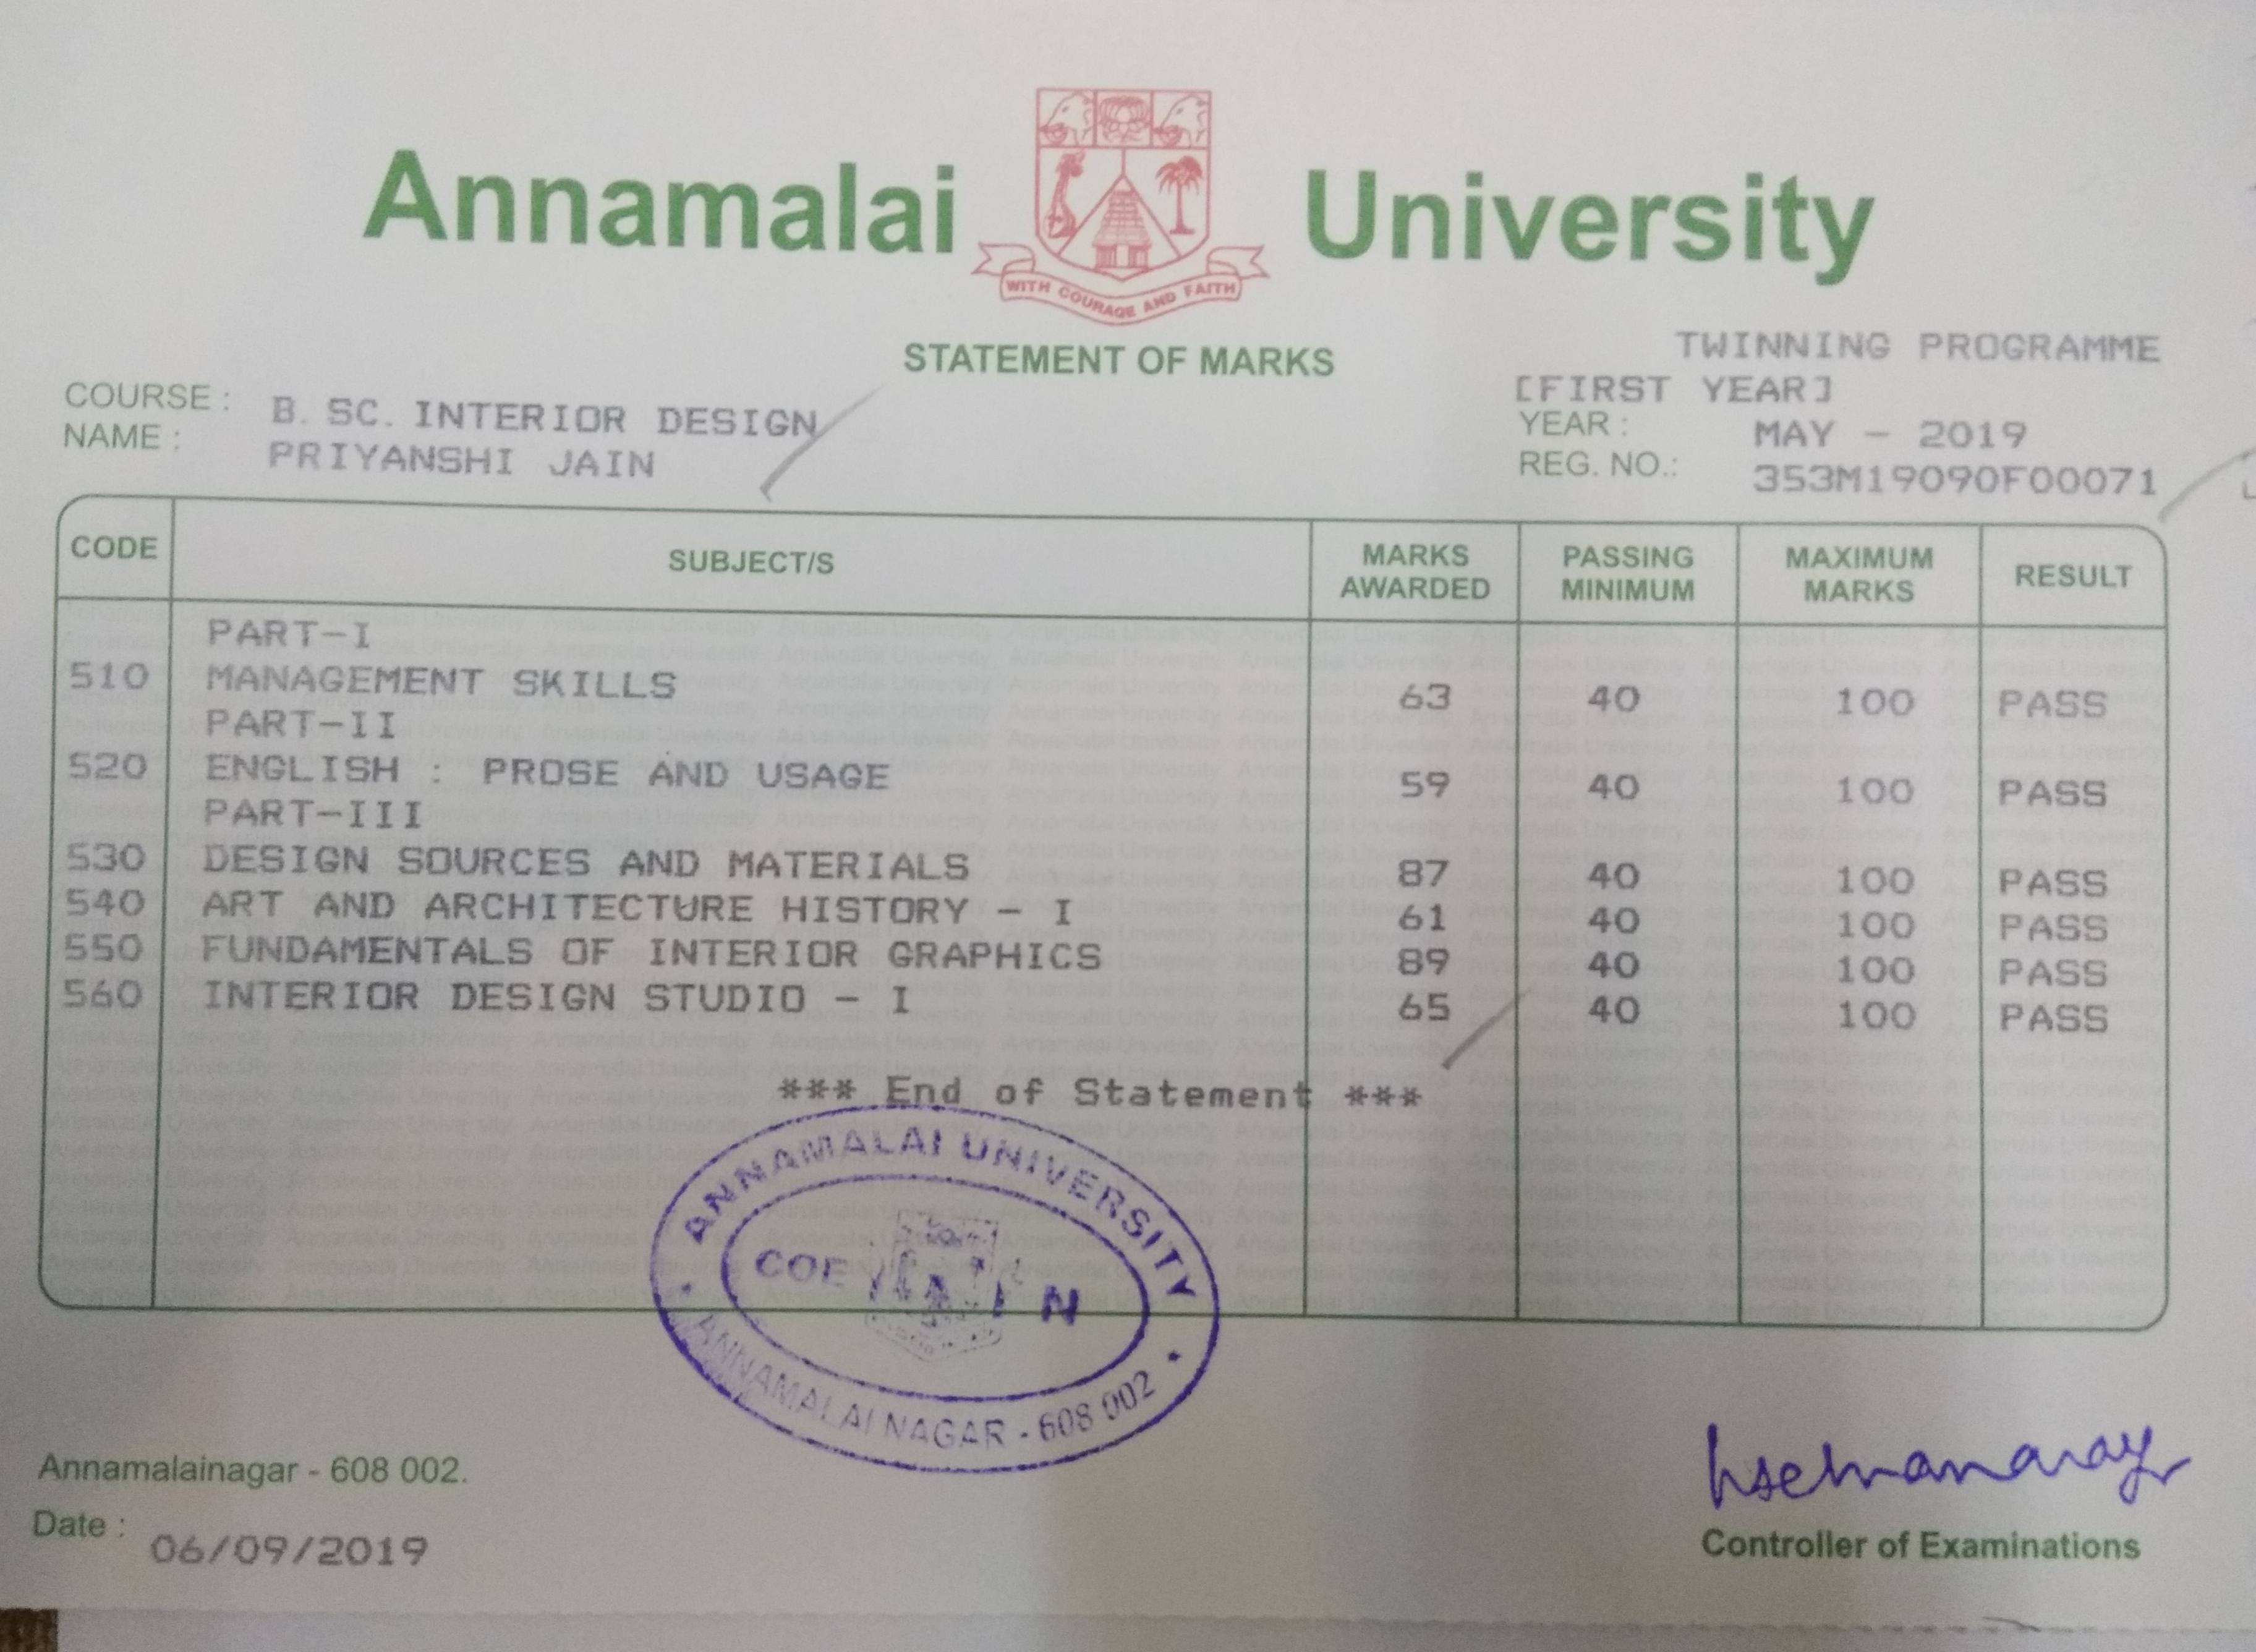 Annamalai University
WITH COURAGE AND FAITH
STATEMENT OF MARKS
TWINNING PROGRAMME
[FIRST YEAR]
COURSE : B. SC. INTERIOR DESIGN
YEAR : MAY - 2019
NAME : PRIYANSHI JAIN
REG. NO.: 353M19090F00071
CODE SUBJECT/S MARKS AWARDED PASSING MINIMUM MAXIMUM MARKS RESULT
PART-I
510 MANAGEMENT SKILLS 63 40 100 PASS
PART-II
520 ENGLISH : PROSE AND USAGE 59 40 100 PASS
PART-III
530 DESIGN SOURCES AND MATERIALS 87 40 100 PASS
540 ART AND ARCHITECTURE HISTORY - I 61 40 100 PASS
550 FUNDAMENTALS OF INTERIOR GRAPHICS 89 40 100 PASS
560 INTERIOR DESIGN STUDIO - I 65 40 100 PASS
*** End of Statement ***
ANNAMALAI UNIVERSITY
COE N
ANNAMALAI NAGAR - 608 002
Annamalainagar - 608 002.
Date : 06/09/2019
Controller of Examinations